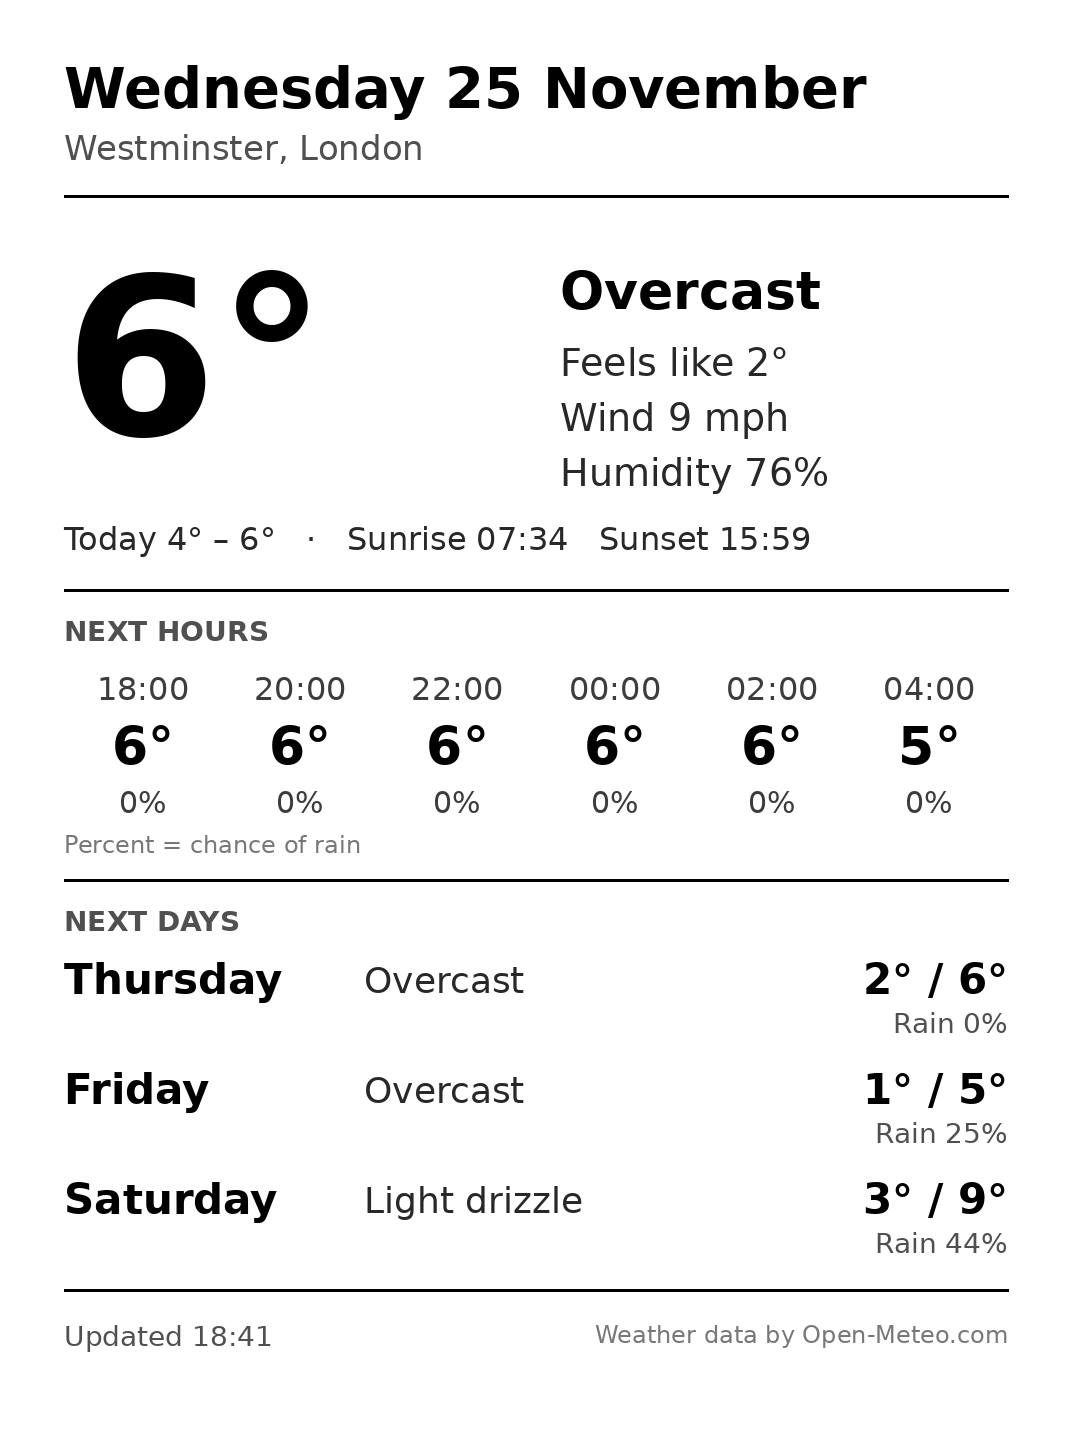 Wednesday 25 November
Westminster, London
6°
Overcast
Feels like 2°
Wind 9 mph
Humidity 76%
Today 4° – 6° · Sunrise 07:34 Sunset 15:59
NEXT HOURS
18:00 20:00 22:00 00:00 02:00 04:00
6° 6° 6° 6° 6° 5°
0% 0% 0% 0% 0% 0%
Percent = chance of rain
NEXT DAYS
Thursday Overcast 2° / 6°
Rain 0%
Friday Overcast 1° / 5°
Rain 25%
Saturday Light drizzle 3° / 9°
Rain 44%
Updated 18:41 Weather data by Open-Meteo.com